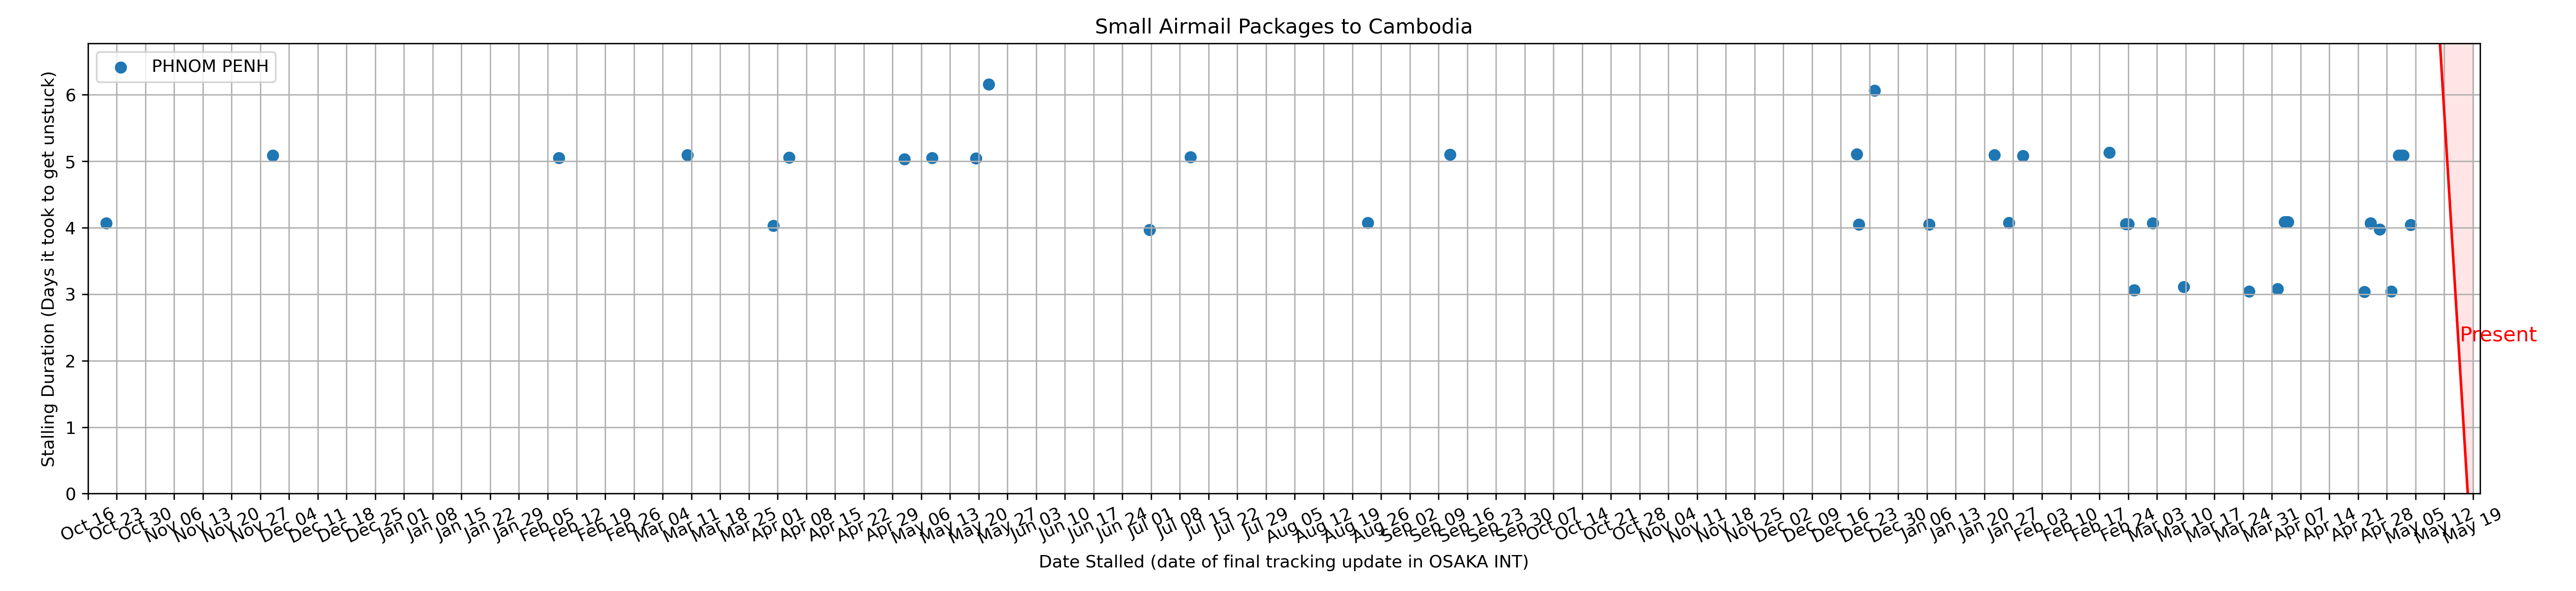 Small Airmail Packages to Cambodia
PHNOM PENH
Stalling Duration (Days it took to get unstuck)
6
5
4
3
2
1
0
Present
Oct 16
Oct 23
Oct 30
Nov 06
Nov 13
Nov 20
Nov 27
Dec 04
Dec 11
Dec 18
Dec 25
Jan 01
Jan 08
Jan 15
Jan 22
Jan 29
Feb 05
Feb 12
Feb 19
Feb 26
Mar 04
Mar 11
Mar 18
Mar 25
Apr 01
Apr 08
Apr 15
Apr 22
Apr 29
May 06
May 13
May 20
May 27
Jun 03
Jun 10
Jun 17
Jun 24
Jul 01
Jul 08
Jul 15
Jul 22
Jul 29
Aug 05
Aug 12
Aug 19
Aug 26
Sep 02
Sep 09
Sep 16
Sep 23
Sep 30
Oct 07
Oct 14
Oct 21
Oct 28
Nov 04
Nov 11
Nov 18
Nov 25
Dec 02
Dec 09
Dec 16
Dec 23
Dec 30
Jan 06
Jan 13
Jan 20
Jan 27
Feb 03
Feb 10
Feb 17
Feb 24
Mar 03
Mar 10
Mar 17
Mar 24
Mar 31
Apr 07
Apr 14
Apr 21
Apr 28
May 05
May 12
May 19
Date Stalled (date of final tracking update in OSAKA INT)